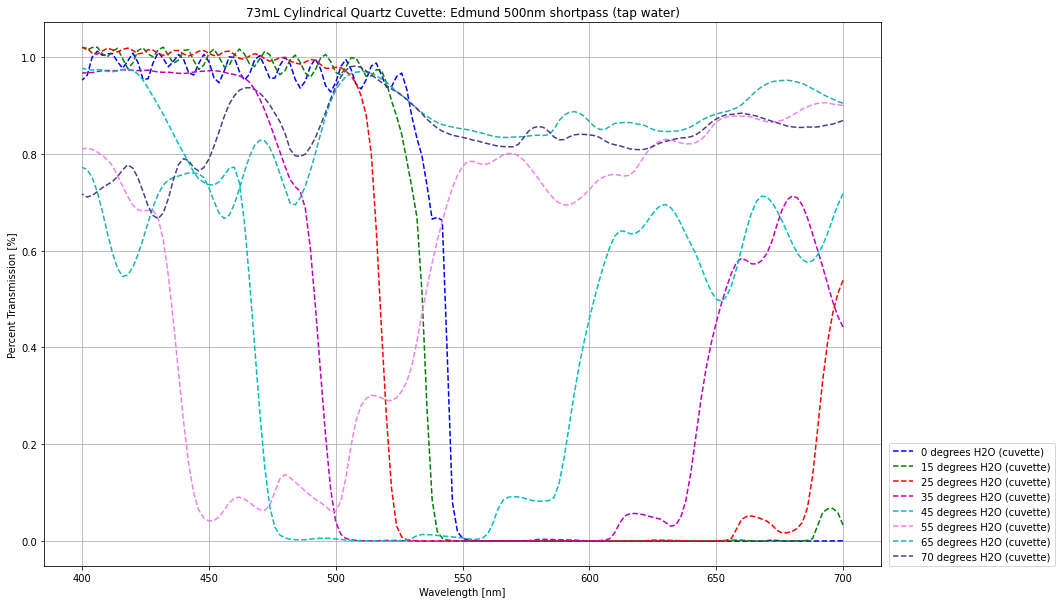 73mL Cylindrical Quartz Cuvette: Edmund 500nm shortpass (tap water)
Percent Transmission [%]
1.0
0.8
0.6
0.4
0.2
0.0
400
450
500
550
600
650
700
Wavelength [nm]
0 degrees H2O (cuvette)
15 degrees H2O (cuvette)
25 degrees H2O (cuvette)
35 degrees H2O (cuvette)
45 degrees H2O (cuvette)
55 degrees H2O (cuvette)
65 degrees H2O (cuvette)
70 degrees H2O (cuvette)